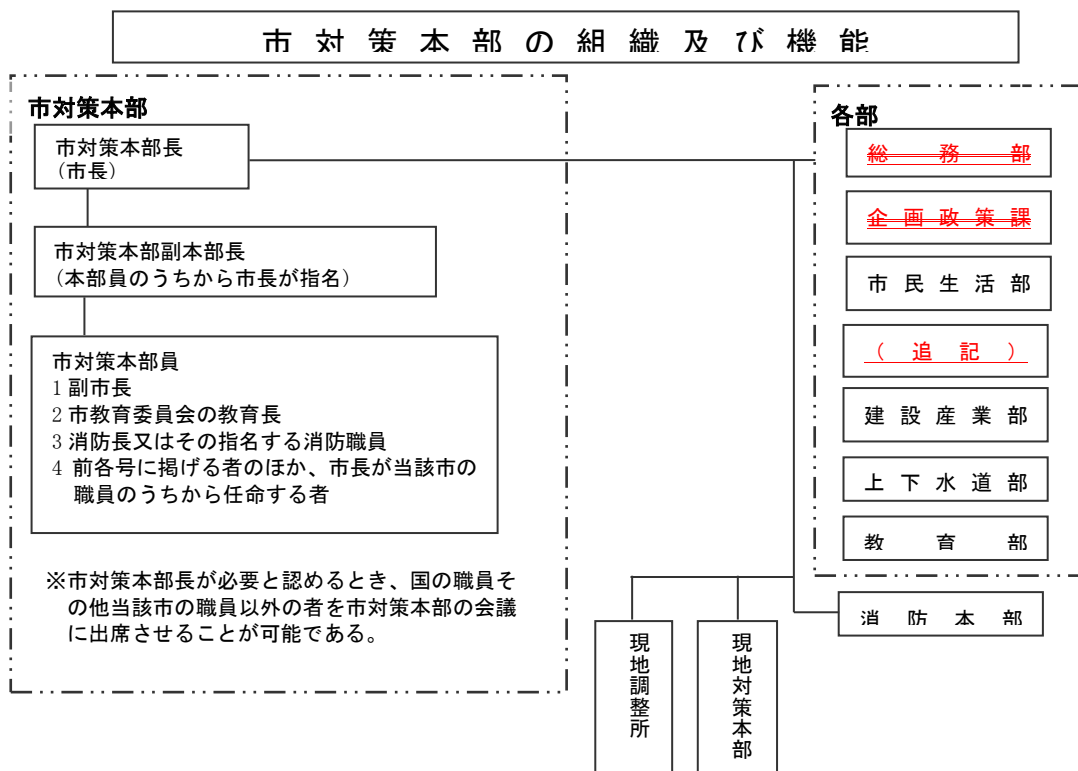 市対策本部の組織及び機能
市対策本部
市対策本部長
(市長)
市対策本部副本部長
(本部員のうちから市長が指名)
市対策本部員
1 副市長
2 市教育委員会の教育長
3 消防長又はその指名する消防職員
4 前各号に掲げる者のほか、市長が当該市の
職員のうちから任命する者
※市対策本部長が必要と認めるとき、国の職員そ
の他当該市の職員以外の者を市対策本部の会議
に出席させることが可能である。
各部
総務部
企画政策課
市民生活部
(追記)
建設産業部
上下水道部
教育部
消防本部
現地調整所
現地対策本部